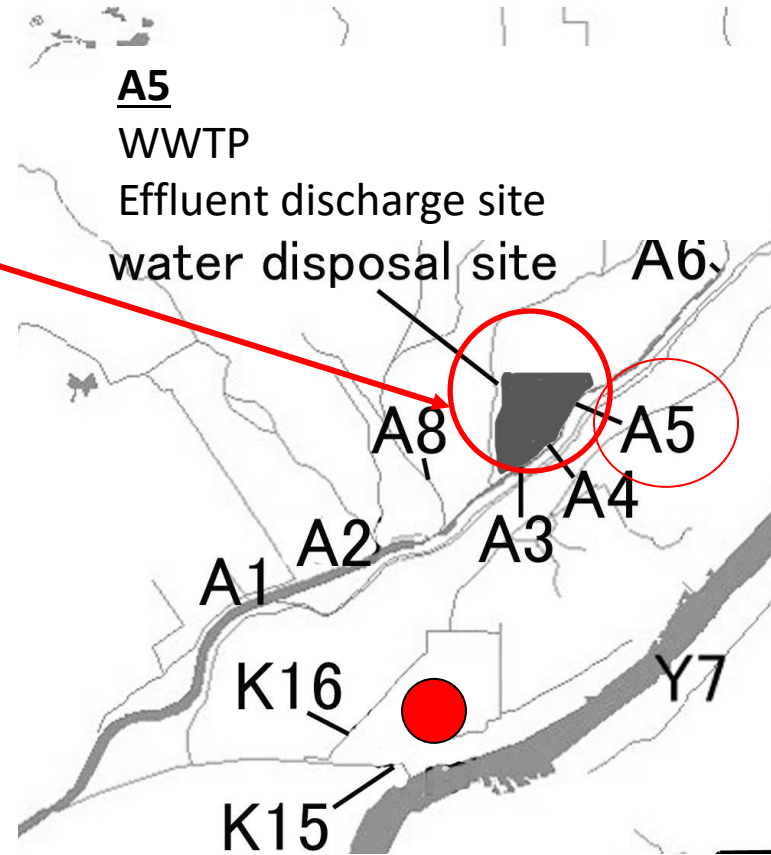 A5
WWTP
Effluent discharge site
water disposal site
A6
A8
A5
A4
A3
A2
A1
K16
Y7
K15